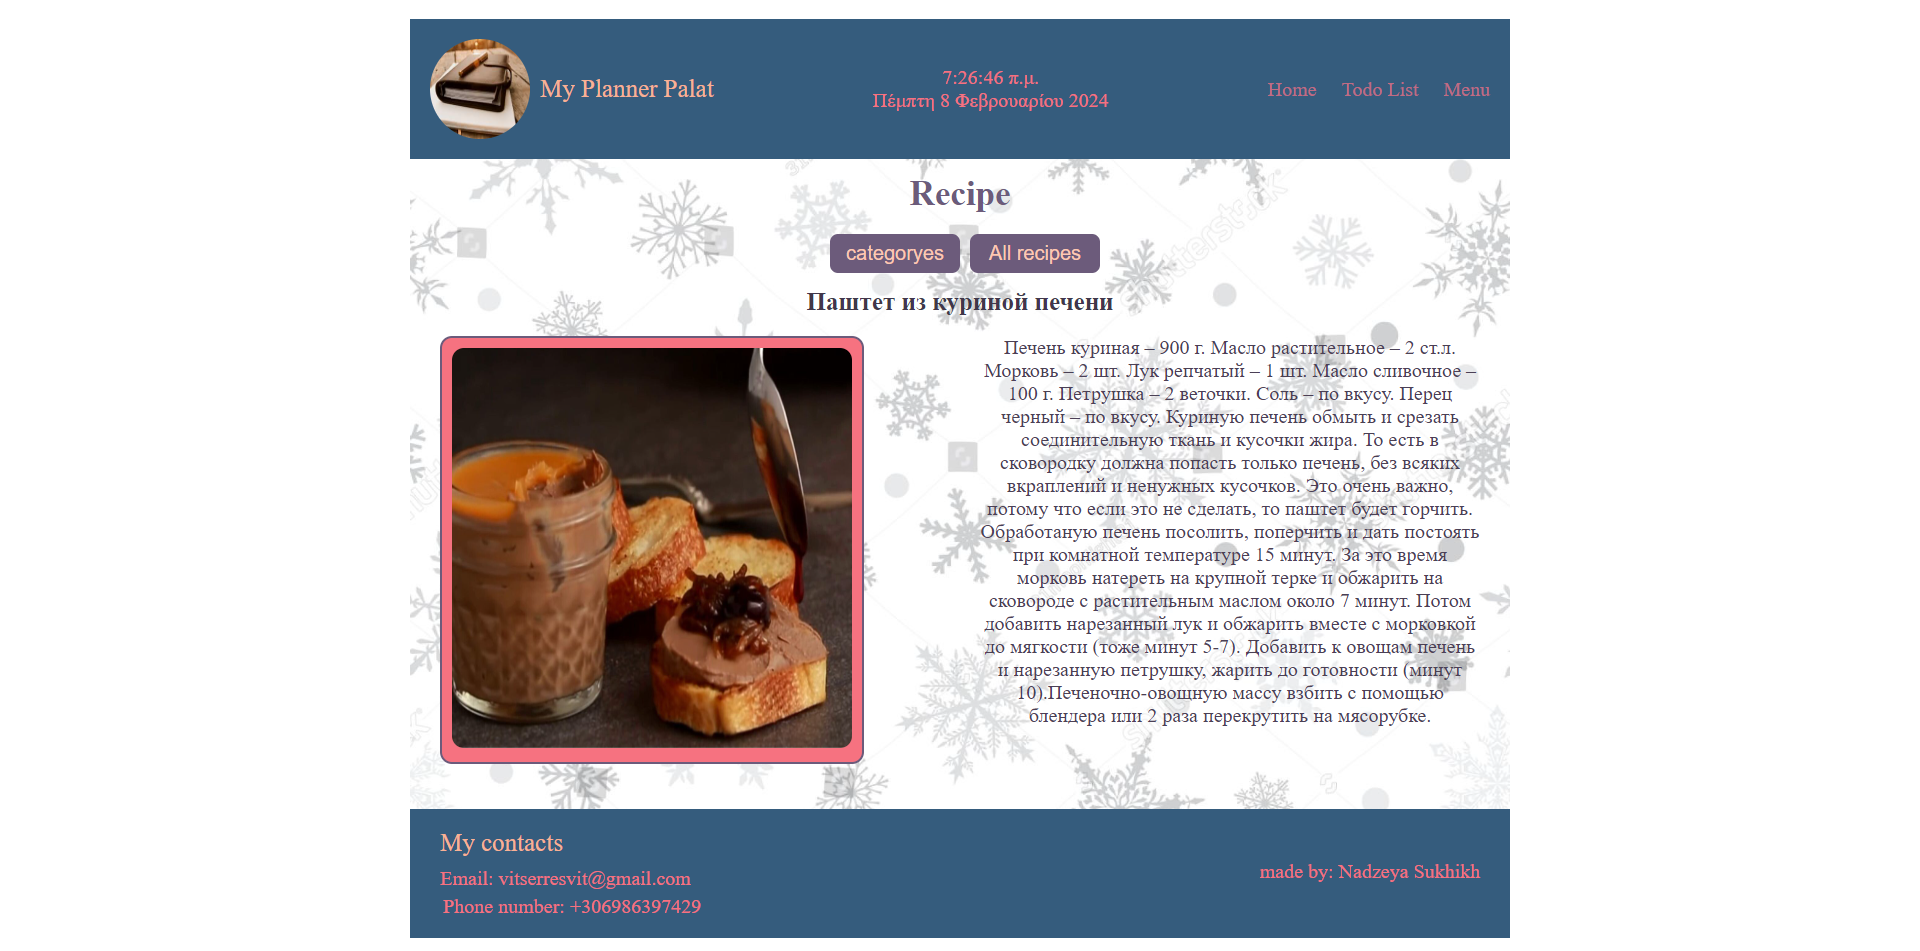 My Planner Palat
7:26:46 π.μ.
Πέμπτη 8 Φεβρουαρίου 2024
Home Todo List Menu
Recipe
categoryes All recipes
Паштет из куриной печени
Печень куриная – 900 г. Масло растительное – 2 ст.л.
Морковь – 2 шт. Лук репчатый – 1 шт. Масло сливочное –
100 г. Петрушка – 2 веточки. Соль – по вкусу. Перец
черный – по вкусу. Куриную печень обмыть и срезать
соединительную ткань и кусочки жира. То есть в
сковородку должна попасть только печень, без всяких
вкраплений и ненужных кусочков. Это очень важно,
потому что если это не сделать, то паштет будет горчить.
Обработаную печень посолить, поперчить и дать постоять
при комнатной температуре 15 минут. За это время
морковь натереть на крупной терке и обжарить на
сковороде с растительным маслом около 7 минут. Потом
добавить нарезанный лук и обжарить вместе с морковкой
до мягкости (тоже минут 5-7). Добавить к овощам печень
и нарезанную петрушку, жарить до готовности (минут
10).Печеночно-овощную массу взбить с помощью
блендера или 2 раза перекрутить на мясорубке.
My contacts
Email: vitserresvit@gmail.com
Phone number: +306986397429
made by: Nadzeya Sukhikh